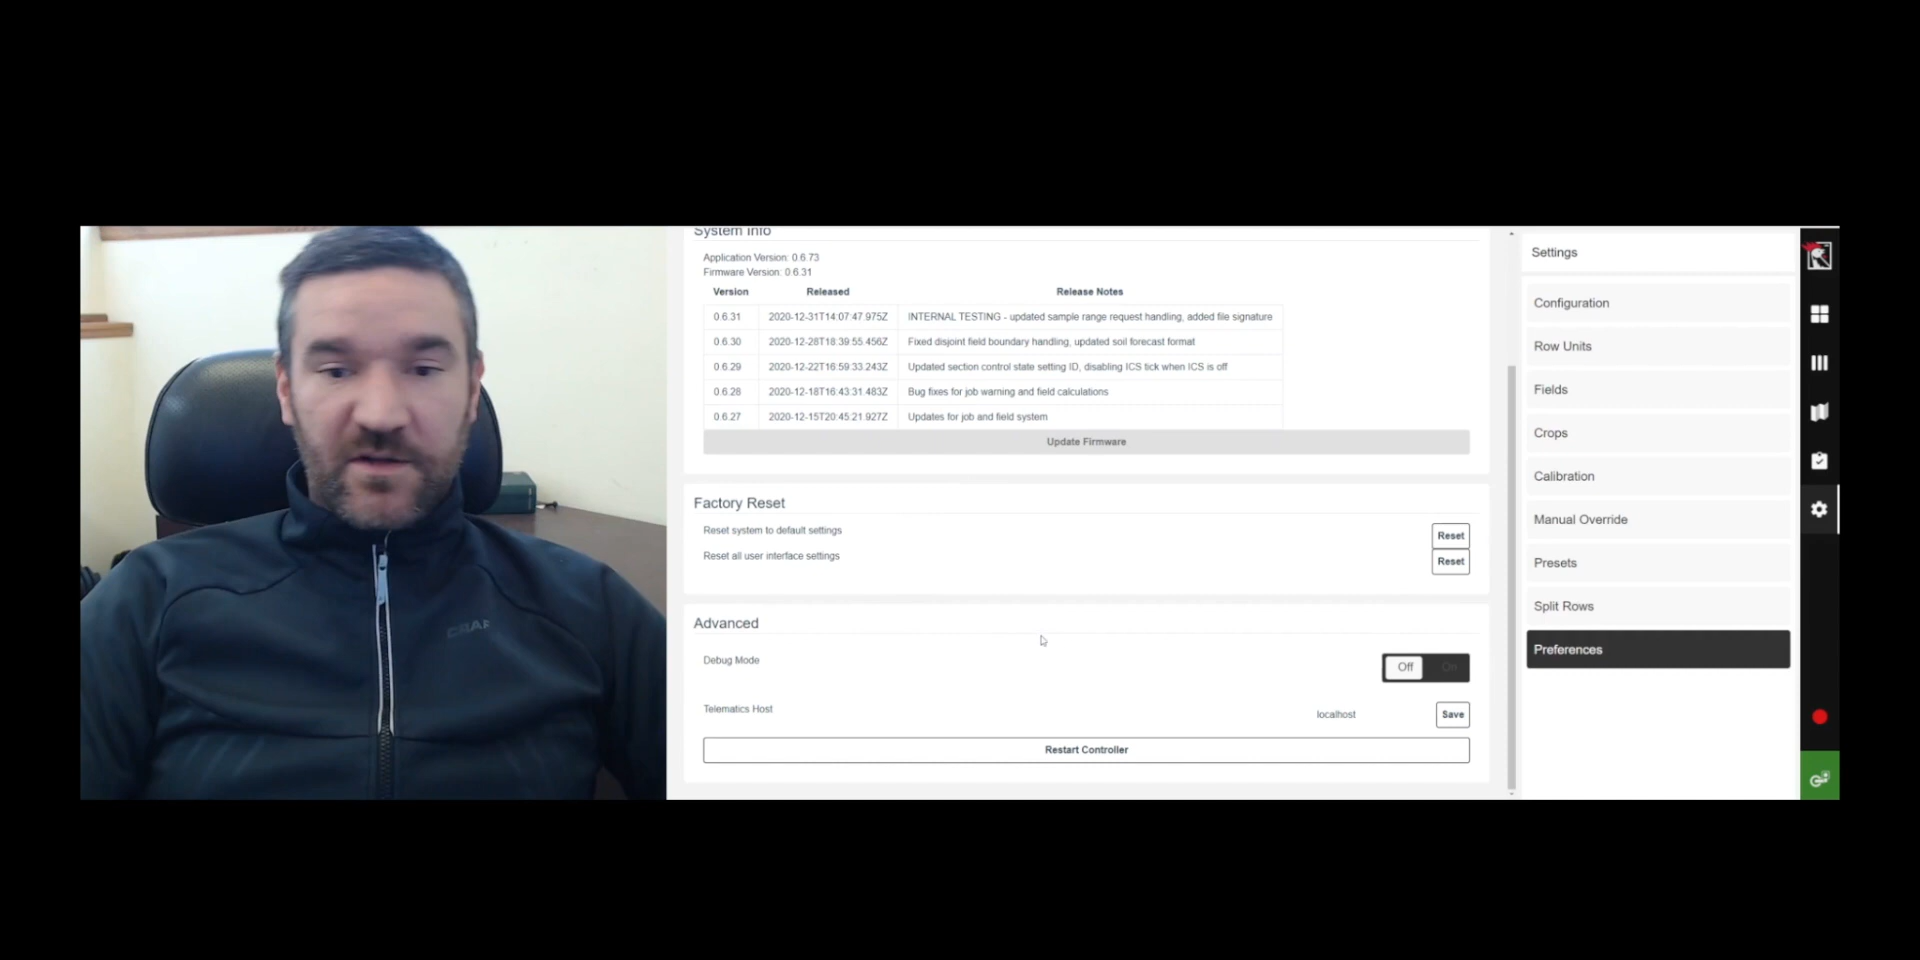 System Info
Application Version: 0.6.73
Firmware Version: 0.6.31
Version Released Release Notes
0.6.31 2020-12-31T14:07:47.975Z INTERNAL TESTING - updated sample range request handling, added file signature
0.6.30 2020-12-28T18:39:55.456Z Fixed disjoint field boundary handling, updated soil forecast format
0.6.29 2020-12-22T16:59:33.243Z Updated section control state setting ID, disabling ICS tick when ICS is off
0.6.28 2020-12-18T16:43:31.483Z Bug fixes for job warning and field calculations
0.6.27 2020-12-15T20:45:21.927Z Updates for job and field system
Update Firmware
Factory Reset
Reset system to default settings
Reset
Reset all user interface settings
Reset
Advanced
Debug Mode
Off On
Telematics Host
localhost
Save
Restart Controller
Settings
Configuration
Row Units
Fields
Crops
Calibration
Manual Override
Presets
Split Rows
Preferences